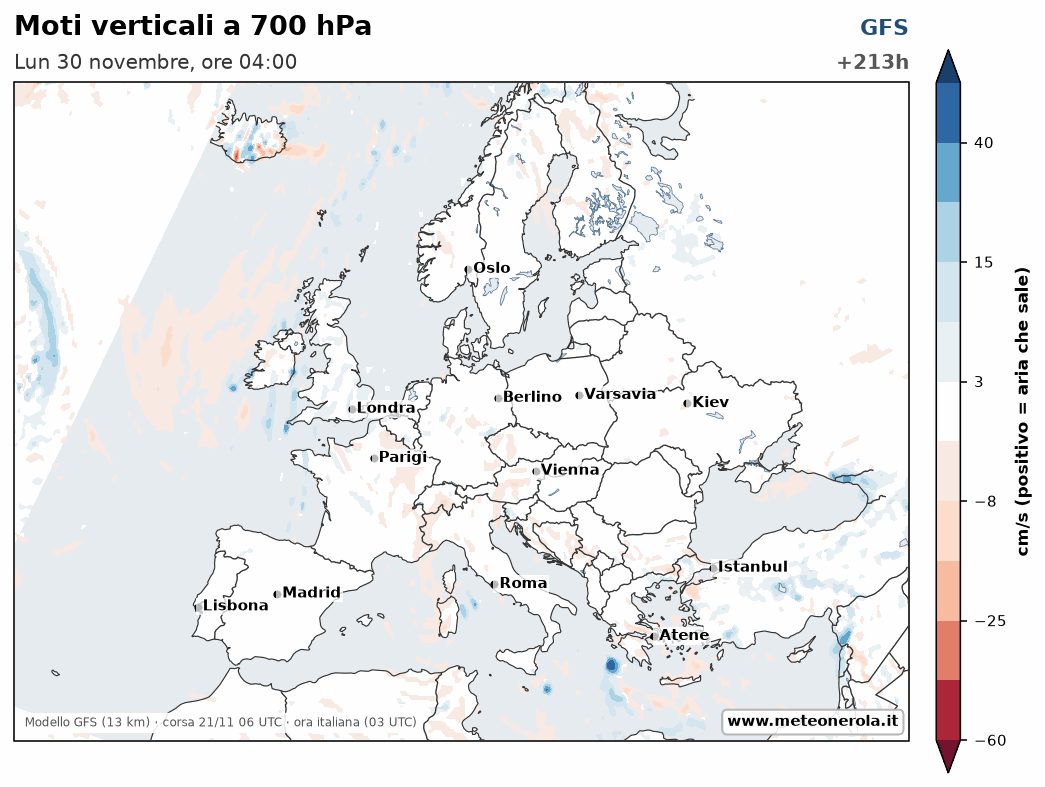 Moti verticali a 700 hPa
GFS
Lun 30 novembre, ore 04:00
+213h
40
15
3
−8
−25
−60
cm/s (positivo = aria che sale)
Oslo
Londra
Berlino
Varsavia
Kiev
Parigi
Vienna
Istanbul
Roma
Madrid
Lisbona
Atene
Modello GFS (13 km) · corsa 21/11 06 UTC · ora italiana (03 UTC)
www.meteonerola.it